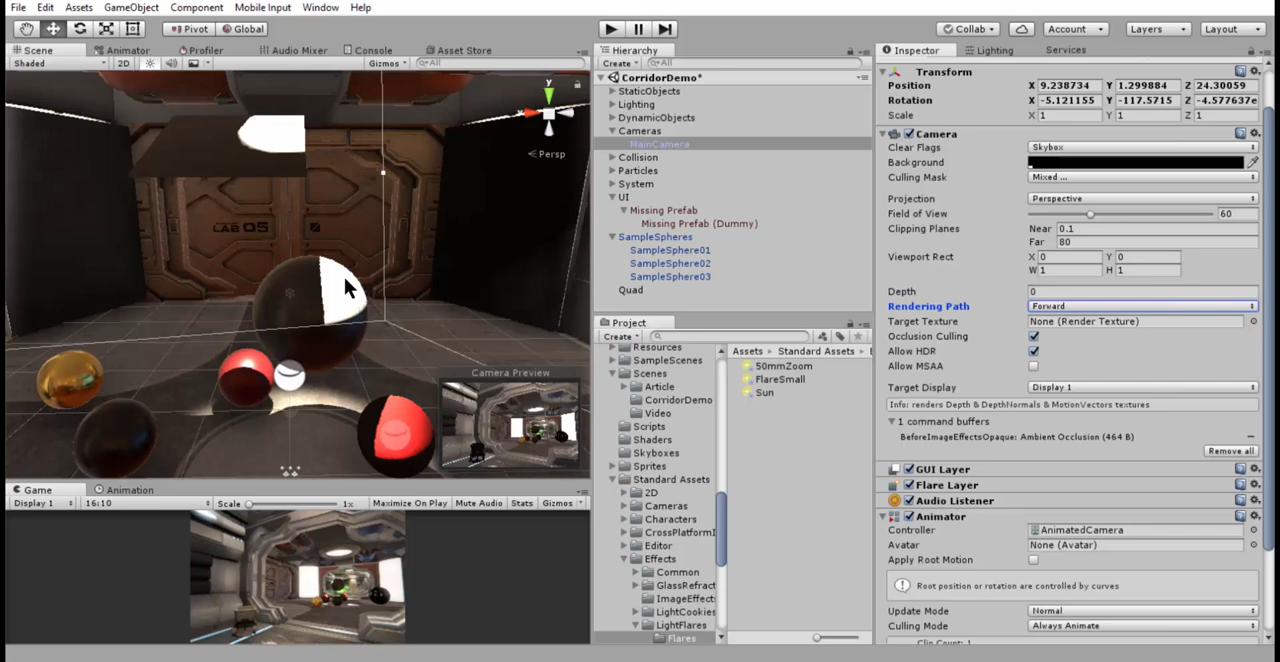 File Edit Assets GameObject Component Mobile Input Window Help
Pivot Global Collab Account Layers Layout
Scene Animator Profiler Audio Mixer Console Asset Store
Shaded 2D Gizmos All
y
x
Persp
LAB 05
Camera Preview
Game Animation
Display 1 16:10 Scale 1x Maximize On Play Mute Audio Stats Gizmos
Hierarchy
Create All
CorridorDemo*
StaticObjects
Lighting
DynamicObjects
Cameras
MainCamera
Collision
Particles
System
UI
Missing Prefab
Missing Prefab (Dummy)
SampleSpheres
SampleSphere01
SampleSphere02
SampleSphere03
Quad
Project
Create
Resources
SampleScenes
Scenes
Article
CorridorDemo
Video
Scripts
Shaders
Skyboxes
Sprites
Standard Assets
2D
Cameras
Characters
CrossPlatformI
Editor
Effects
Common
GlassRefract
ImageEffects
LightCookies
LightFlares
Flares
Assets Standard Assets
50mmZoom
FlareSmall
Sun
Inspector Lighting Services
Transform
Position X 9.238734 Y 1.299884 Z 24.30059
Rotation X -5.121155 Y -117.5715 Z -4.577637e
Scale X 1 Y 1 Z 1
Camera
Clear Flags Skybox
Background
Culling Mask Mixed ...
Projection Perspective
Field of View 60
Clipping Planes Near 0.1
Far 80
Viewport Rect X 0 Y 0
W 1 H 1
Depth 0
Rendering Path Forward
Target Texture None (Render Texture)
Occlusion Culling
Allow HDR
Allow MSAA
Target Display Display 1
Info: renders Depth & DepthNormals & MotionVectors textures
1 command buffers
BeforeImageEffectsOpaque: Ambient Occlusion (464 B)
Remove all
GUI Layer
Flare Layer
Audio Listener
Animator
Controller AnimatedCamera
Avatar None (Avatar)
Apply Root Motion
Root position or rotation are controlled by curves
Update Mode Normal
Culling Mode Always Animate
Clip Count: 1